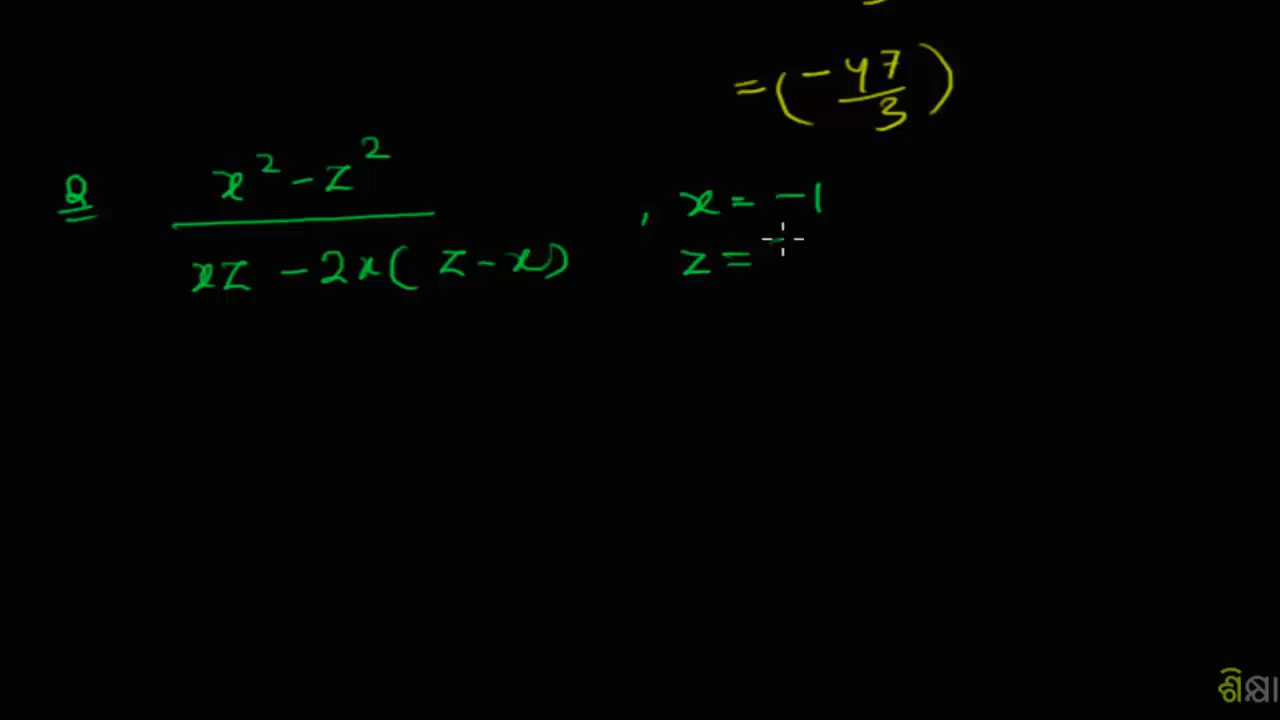 = (-47/3)
Q x² - z² / xz - 2x(z - x) , x = -1
z = -
ଶିକ୍ଷା